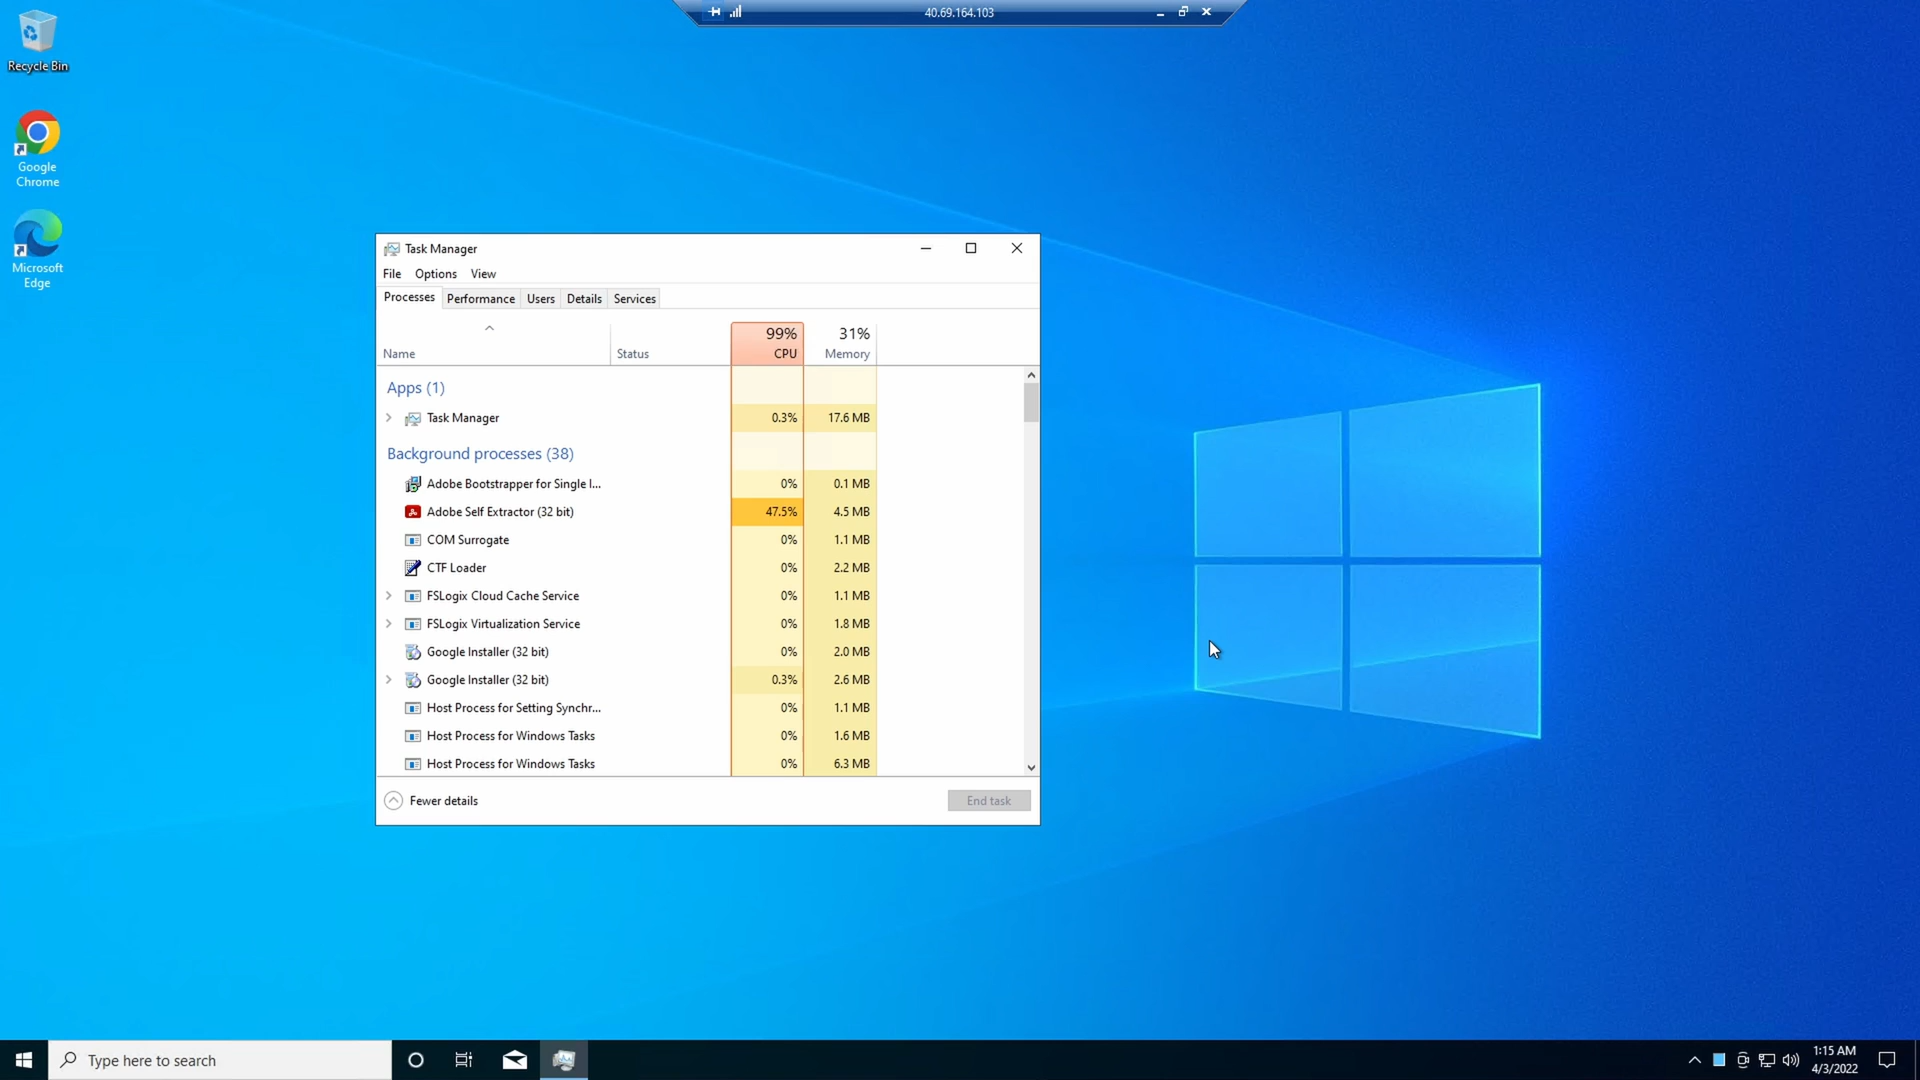 40.69.164.103
Recycle Bin
Google
Chrome
Microsoft
Edge
Task Manager
File Options View
Processes Performance Users Details Services
99% 31%
Name Status CPU Memory
Apps (1)
Task Manager 0.3% 17.6 MB
Background processes (38)
Adobe Bootstrapper for Single I... 0% 0.1 MB
Adobe Self Extractor (32 bit) 47.5% 4.5 MB
COM Surrogate 0% 1.1 MB
CTF Loader 0% 2.2 MB
FSLogix Cloud Cache Service 0% 1.1 MB
FSLogix Virtualization Service 0% 1.8 MB
Google Installer (32 bit) 0% 2.0 MB
Google Installer (32 bit) 0.3% 2.6 MB
Host Process for Setting Synchr... 0% 1.1 MB
Host Process for Windows Tasks 0% 1.6 MB
Host Process for Windows Tasks 0% 6.3 MB
Fewer details End task
Type here to search
1:15 AM
4/3/2022